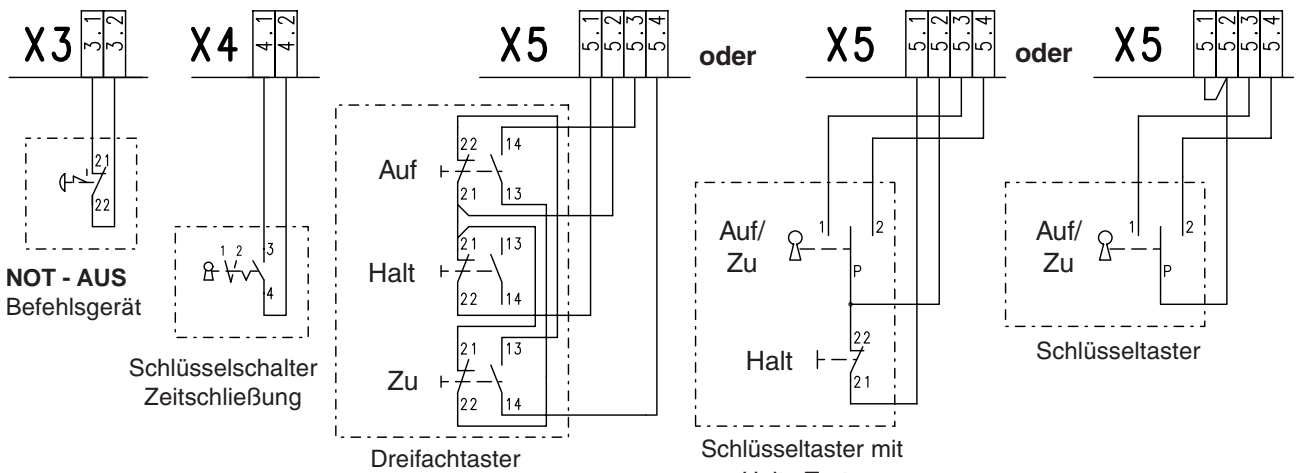 X3 3.1 3.2
X4 4.1 4.2
X5 5.1 5.2 5.3 5.4
oder
X5 5.1 5.2 5.3 5.4
oder
X5 5.1 5.2 5.3 5.4
21
22
NOT - AUS
Befehlsgerät
1 2 3
4
Schlüsselschalter
Zeitschließung
22 14
Auf
21 13
21 13
Halt
22 14
21 13
Zu
22 14
Dreifachtaster
1 2
Auf/
Zu
P
22
Halt
21
Schlüseltaster mit
1 2
Auf/
Zu
P
Schlüseltaster